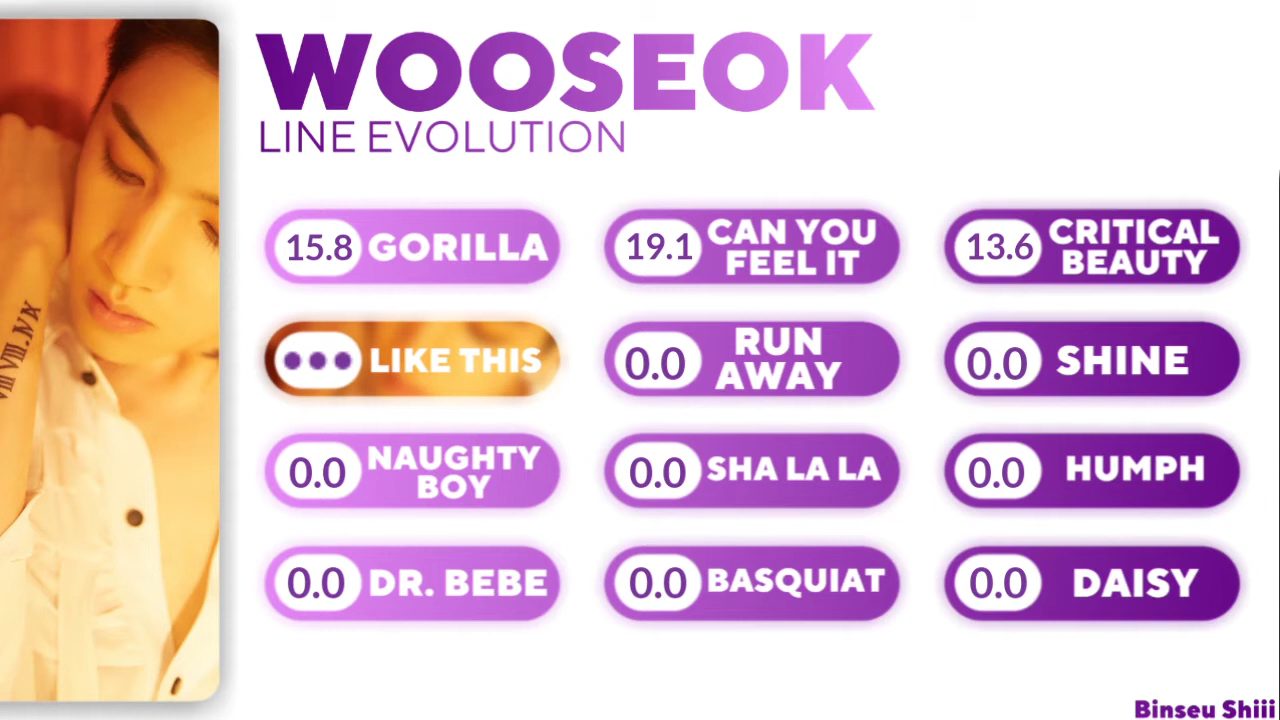 WOOSEOK
LINE EVOLUTION
15.8 GORILLA
19.1 CAN YOU
FEEL IT
13.6 CRITICAL
BEAUTY
LIKE THIS
0.0 RUN
AWAY
0.0 SHINE
0.0 NAUGHTY
BOY
0.0 SHA LA LA
0.0 HUMPH
0.0 DR. BEBE
0.0 BASQUIAT
0.0 DAISY
Binseu Shiii